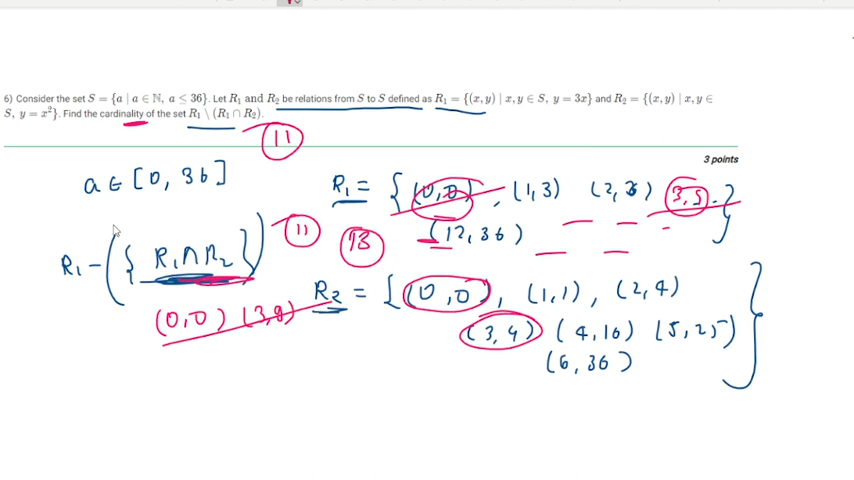 6) Consider the set S = {a | a ∈ ℕ, a ≤ 36}. Let R₁ and R₂ be relations from S to S defined as R₁ = {(x, y) | x, y ∈ S, y = 3x} and R₂ = {(x, y) | x, y ∈
S, y = x²}. Find the cardinality of the set R₁ \ (R₁ ∩ R₂).
11
3 points
a ∈ [0, 36]
R₁ = { (0,0), (1,3) (2,6) (3,9) }
(12,36)
13
R₁ - ({ R₁∩R₂ })
11
(0,0) (3,9)
R₂ = { (0,0), (1,1), (2,4)
(3,9) (4,16) (5,25)
(6,36) }